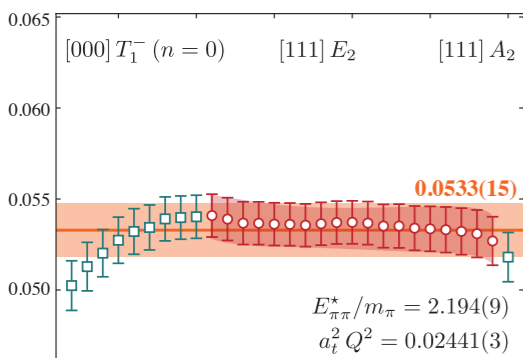 0.065
[000] T₁⁻ (n = 0) [111] E₂ [111] A₂
0.060
0.055
0.0533(15)
0.050
E⋆ππ/mπ = 2.194(9)
aₜ² Q² = 0.02441(3)